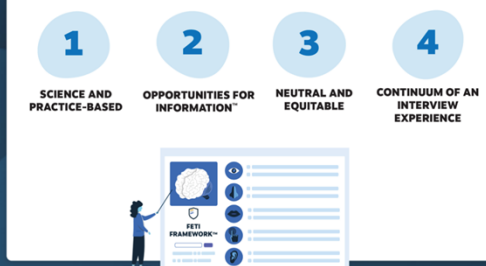 1
2
3
4
SCIENCE AND
PRACTICE-BASED
OPPORTUNITIES FOR
INFORMATION™
NEUTRAL AND
EQUITABLE
CONTINUUM OF AN
INTERVIEW
EXPERIENCE
FETI
FRAMEWORK™